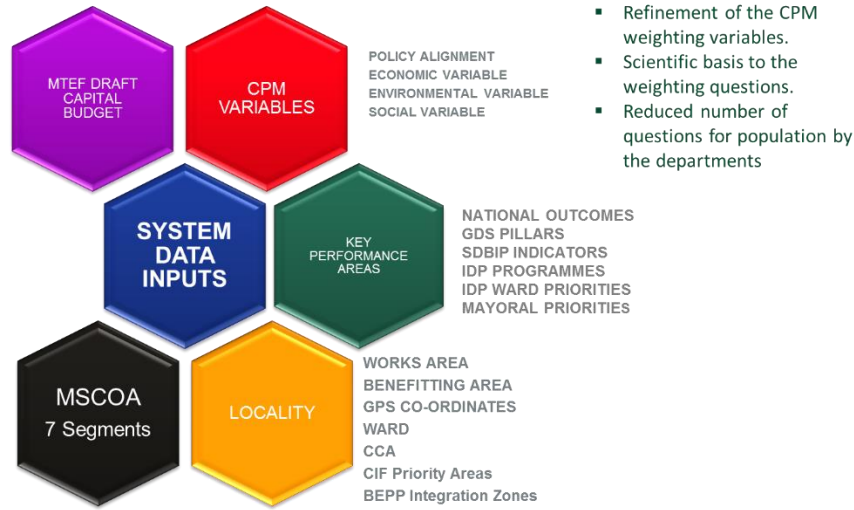 MTEF DRAFT
CAPITAL
BUDGET
CPM
VARIABLES
POLICY ALIGNMENT
ECONOMIC VARIABLE
ENVIRONMENTAL VARIABLE
SOCIAL VARIABLE
▪ Refinement of the CPM
weighting variables.
▪ Scientific basis to the
weighting questions.
▪ Reduced number of
questions for population by
the departments
SYSTEM
DATA
INPUTS
KEY
PERFORMANCE
AREAS
NATIONAL OUTCOMES
GDS PILLARS
SDBIP INDICATORS
IDP PROGRAMMES
IDP WARD PRIORITIES
MAYORAL PRIORITIES
MSCOA
7 Segments
LOCALITY
WORKS AREA
BENEFITTING AREA
GPS CO-ORDINATES
WARD
CCA
CIF Priority Areas
BEPP Integration Zones